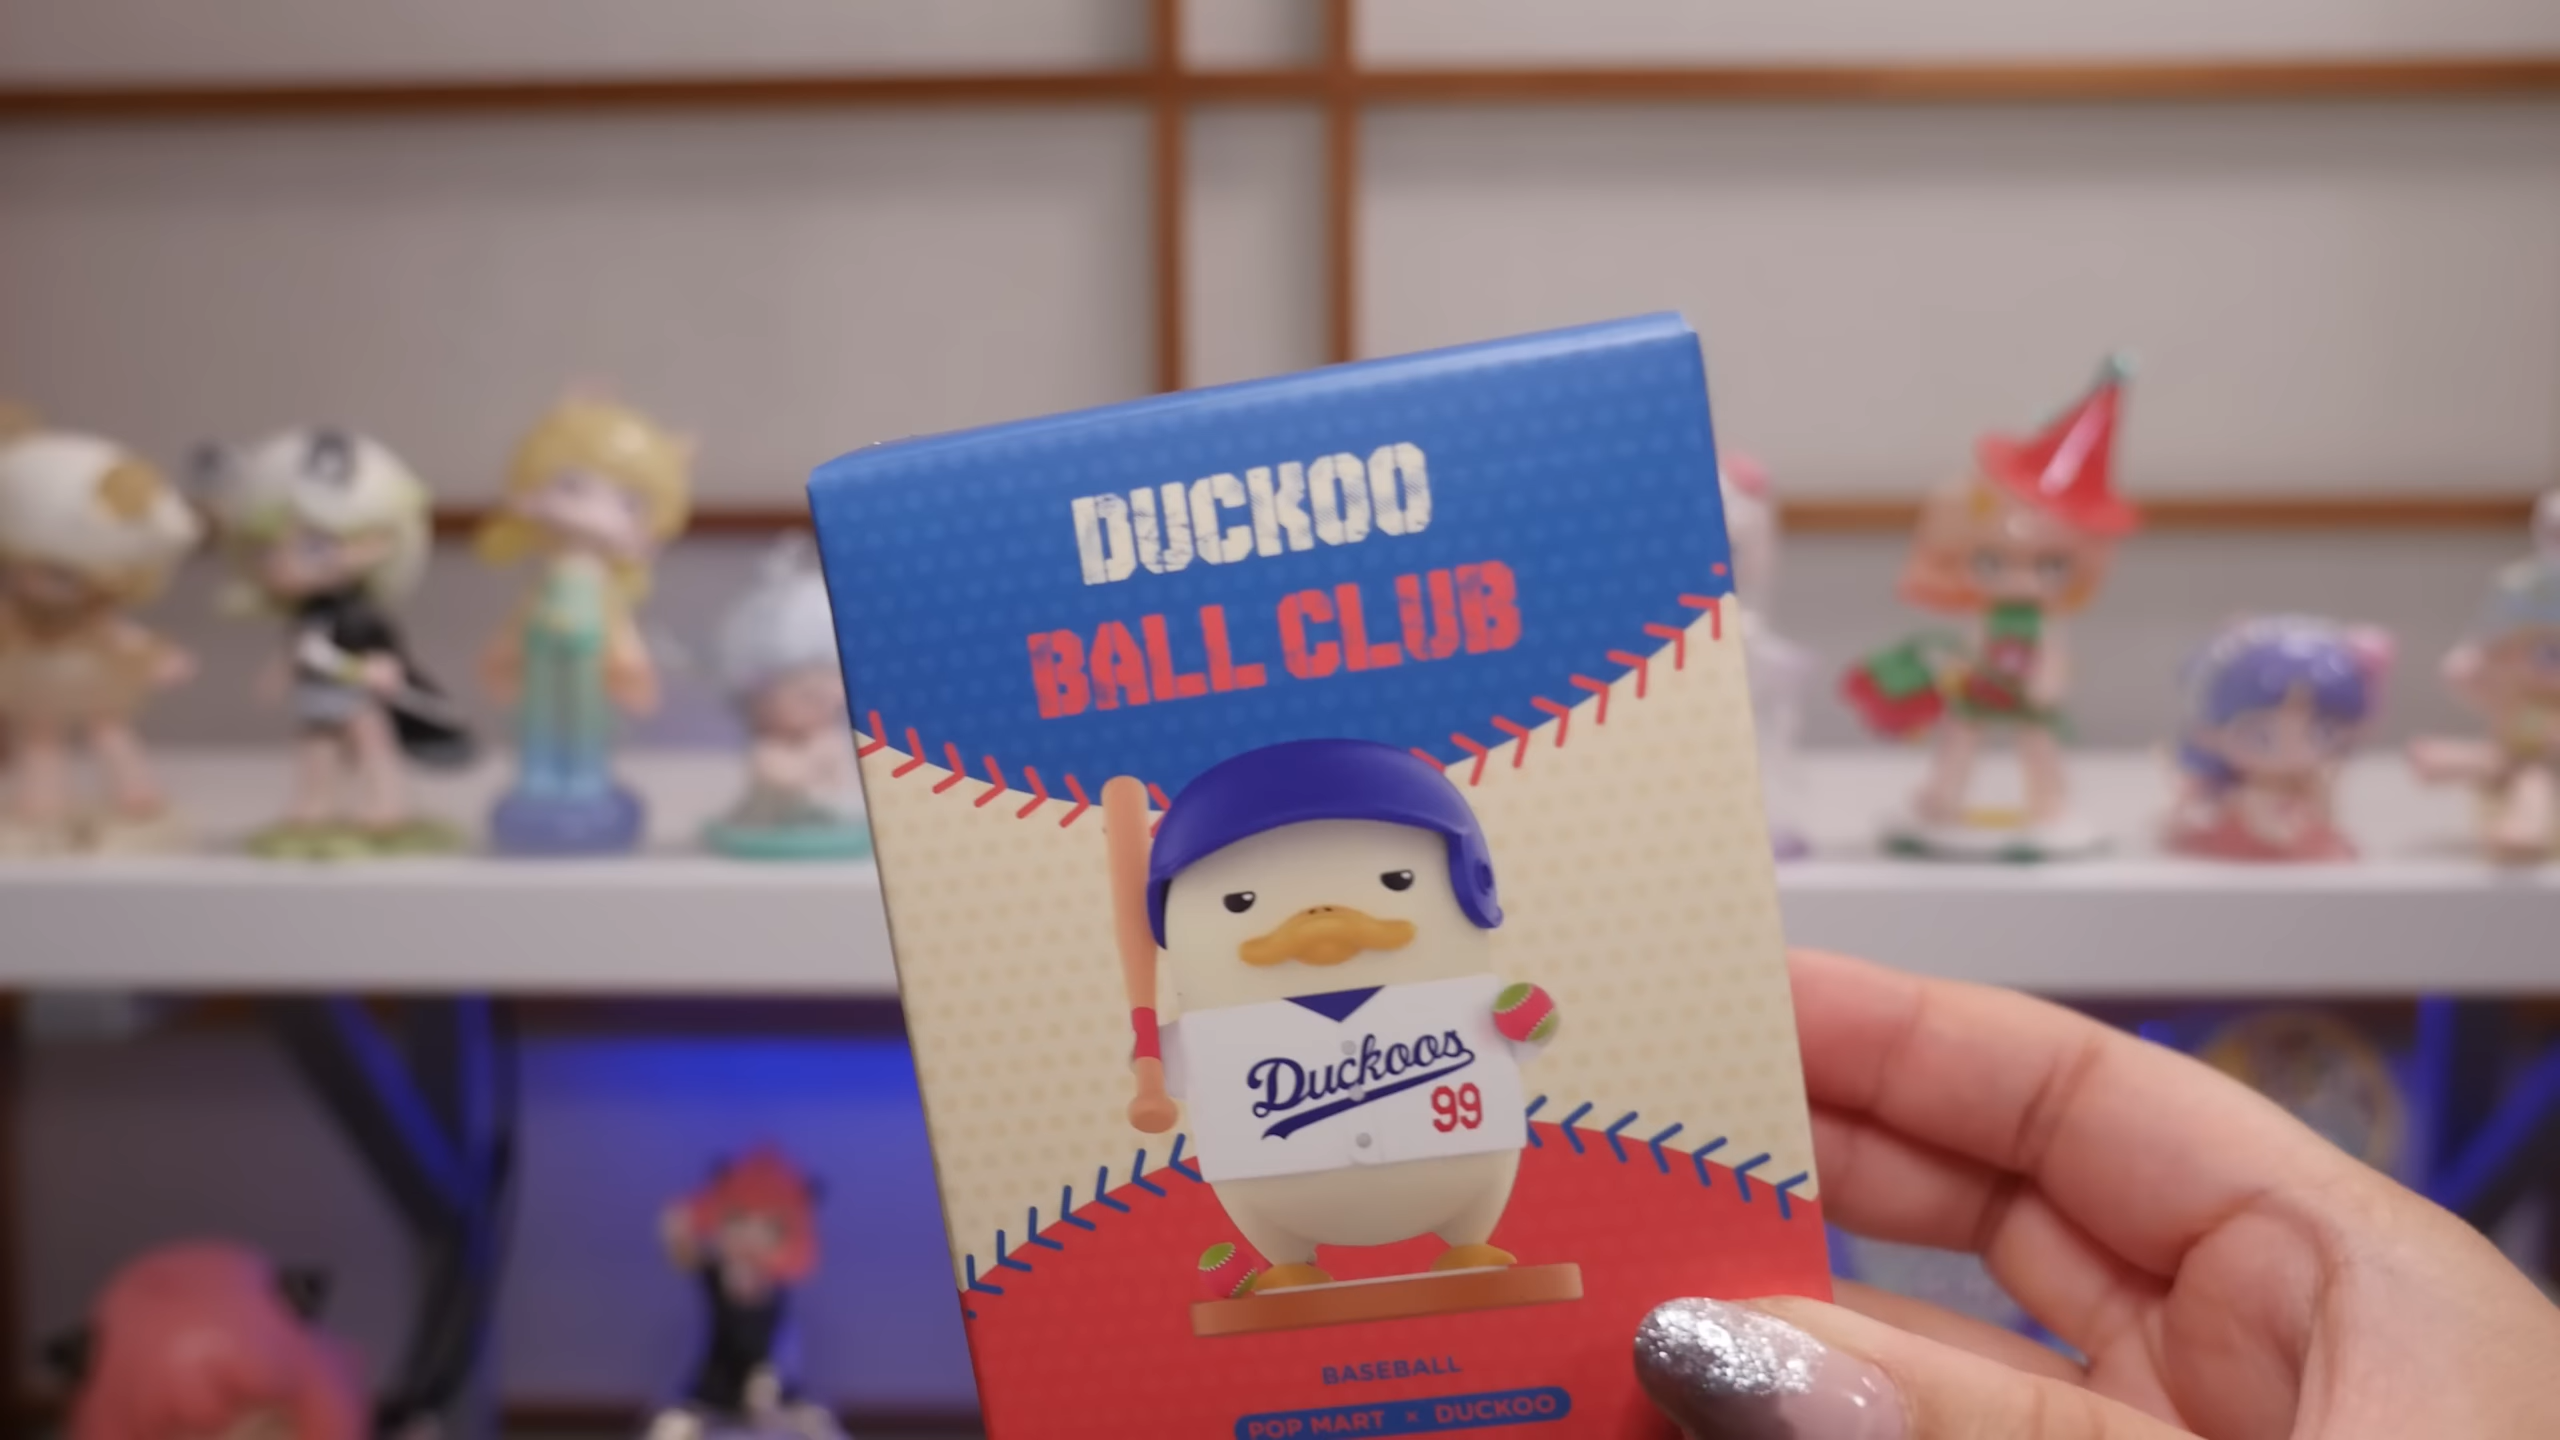 DUCKOO
BALL CLUB
Duckoos
99
BASEBALL
POP MART × DUCKOO